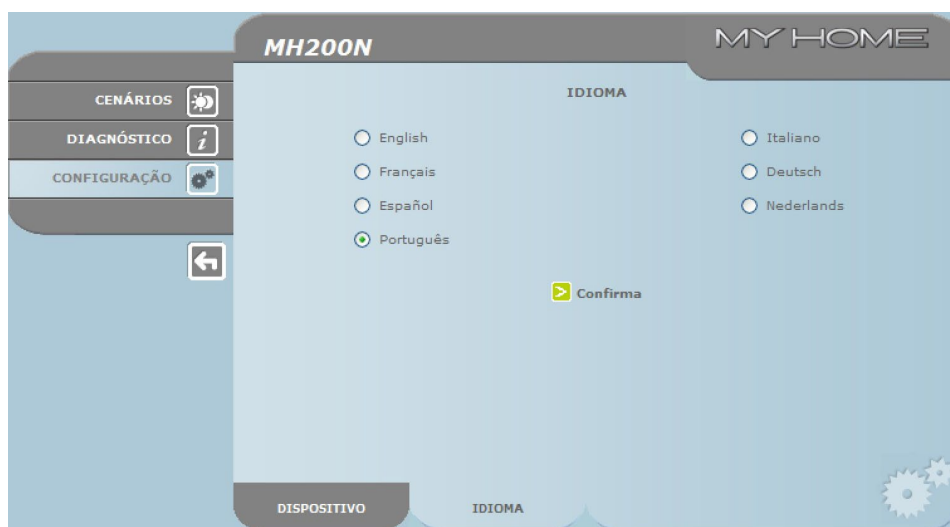 MH200N
MY HOME
CENÁRIOS
DIAGNÓSTICO
CONFIGURAÇÃO
IDIOMA
English
Italiano
Français
Deutsch
Español
Nederlands
Português
Confirma
DISPOSITIVO
IDIOMA